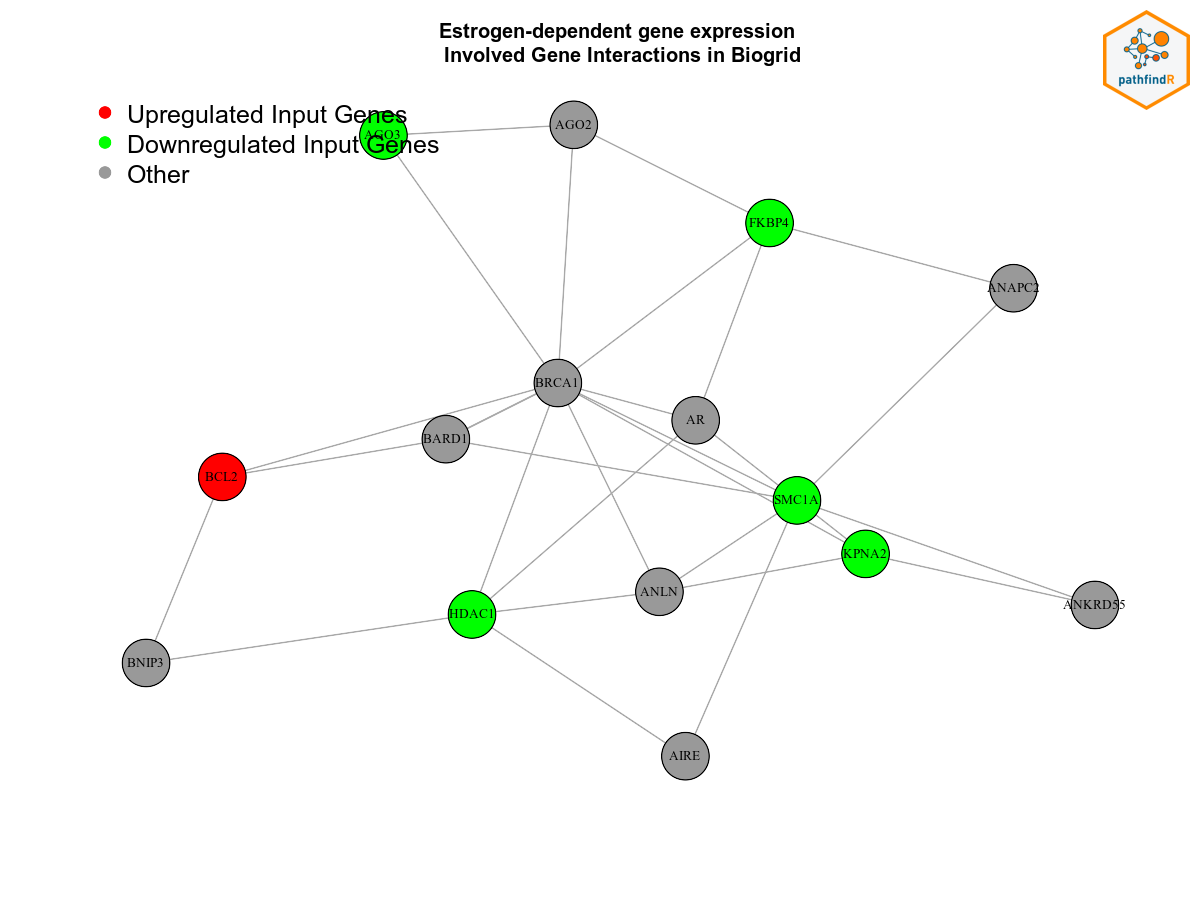 Estrogen-dependent gene expression
Involved Gene Interactions in Biogrid
pathfindR
Upregulated Input Genes
Downregulated Input Genes
Other
AGO3
AGO2
FKBP4
ANAPC2
BRCA1
AR
BARD1
BCL2
SMC1A
KPNA2
ANLN
ANKRD55
HDAC1
BNIP3
AIRE